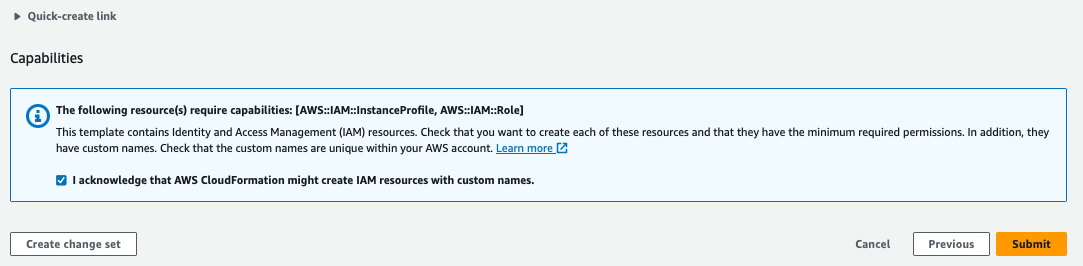 Quick-create link
Capabilities
The following resource(s) require capabilities: [AWS::IAM::InstanceProfile, AWS::IAM::Role]
This template contains Identity and Access Management (IAM) resources. Check that you want to create each of these resources and that they have the minimum required permissions. In addition, they
have custom names. Check that the custom names are unique within your AWS account. Learn more
I acknowledge that AWS CloudFormation might create IAM resources with custom names.
Create change set
Cancel
Previous
Submit